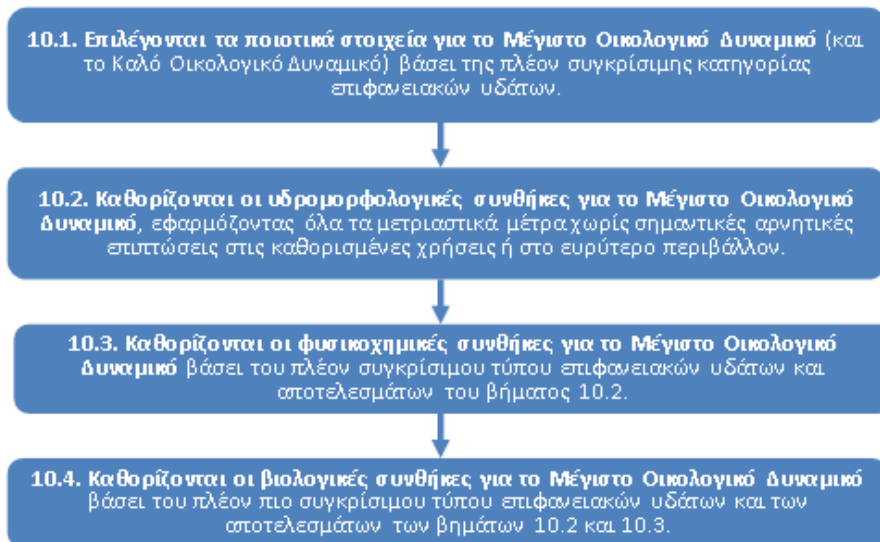 10.1. Επιλέγονται τα ποιοτικά στοιχεία για το Μέγιστο Οικολογικό Δυναμικό (και
το Καλό Οικολογικό Δυναμικό) βάσει της πλέον συγκρίσιμης κατηγορίας
επιφανειακών υδάτων.
10.2. Καθορίζονται οι υδρομορφολογικές συνθήκες για το Μέγιστο Οικολογικό
Δυναμικό, εφαρμόζοντας όλα τα μετριαστικά μέτρα χωρίς σημαντικές αρνητικές
επιπτώσεις στις καθορισμένες χρήσεις ή στο ευρύτερο περιβάλλον.
10.3. Καθορίζονται οι φυσικοχημικές συνθήκες για το Μέγιστο Οικολογικό
Δυναμικό βάσει του πλέον συγκρίσιμου τύπου επιφανειακών υδάτων και
αποτελεσμάτων του βήματος 10.2.
10.4. Καθορίζονται οι βιολογικές συνθήκες για το Μέγιστο Οικολογικό Δυναμικό
βάσει του πλέον πιο συγκρίσιμου τύπου επιφανειακών υδάτων και των
αποτελεσμάτων των βημάτων 10.2 και 10.3.